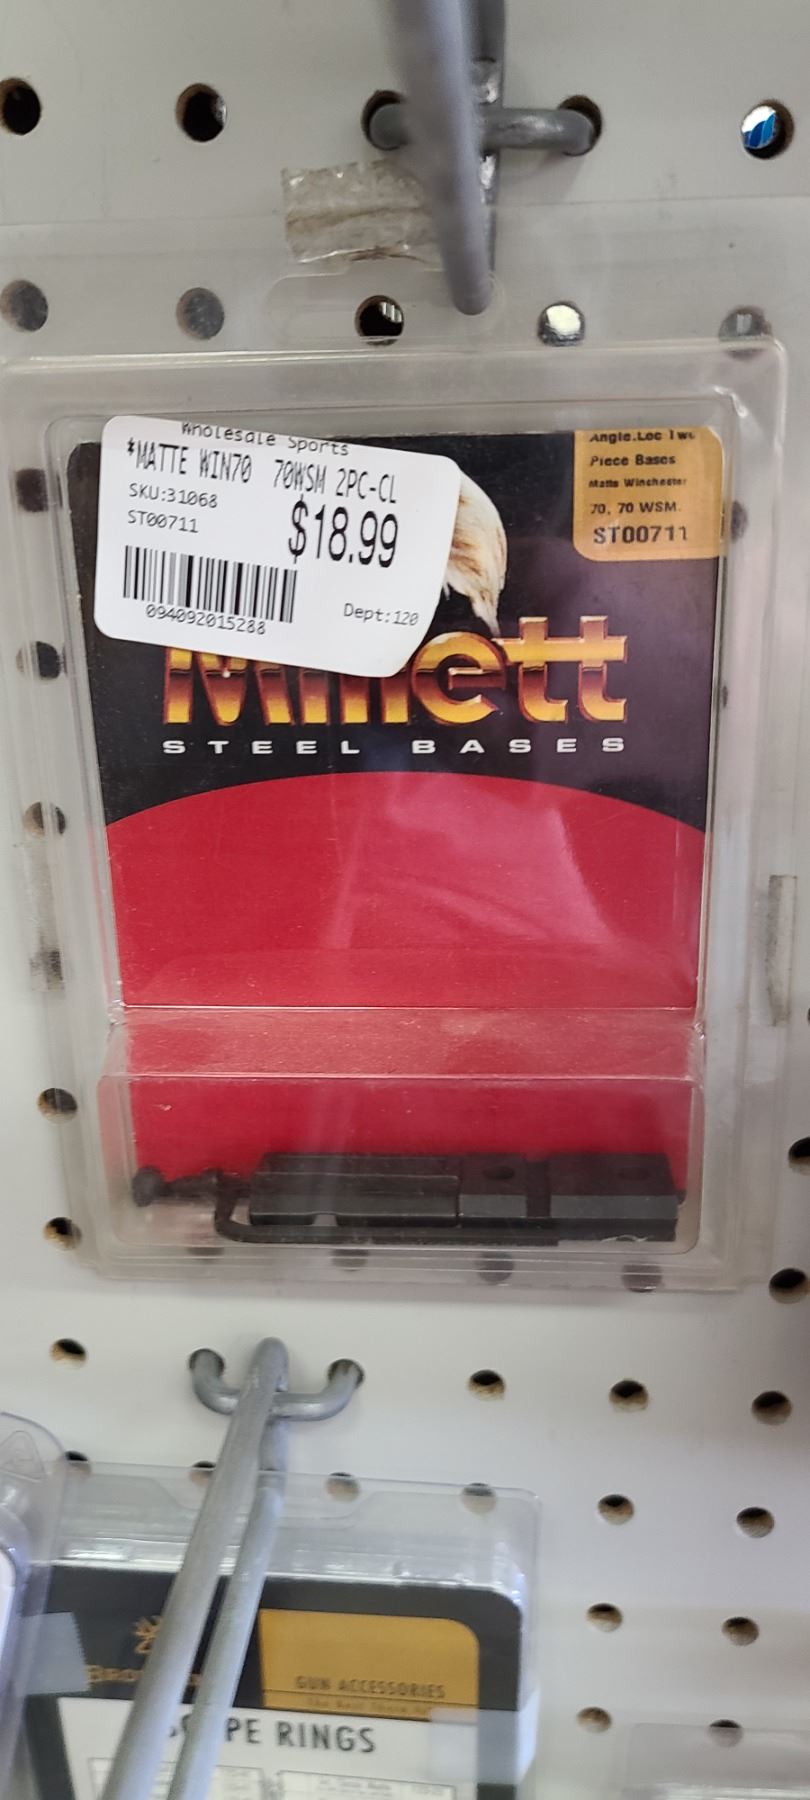 Wholesale Sports
*MATTE WIN70 70WSM 2PC-CL
SKU:31068
ST00711
$18.99
094092015288
Dept:120
Angle.Loc Two
Piece Bases
Matte Winchester
70, 70 WSM.
ST00711
Millett
STEEL BASES
GUN ACCESSORIES
PE RINGS